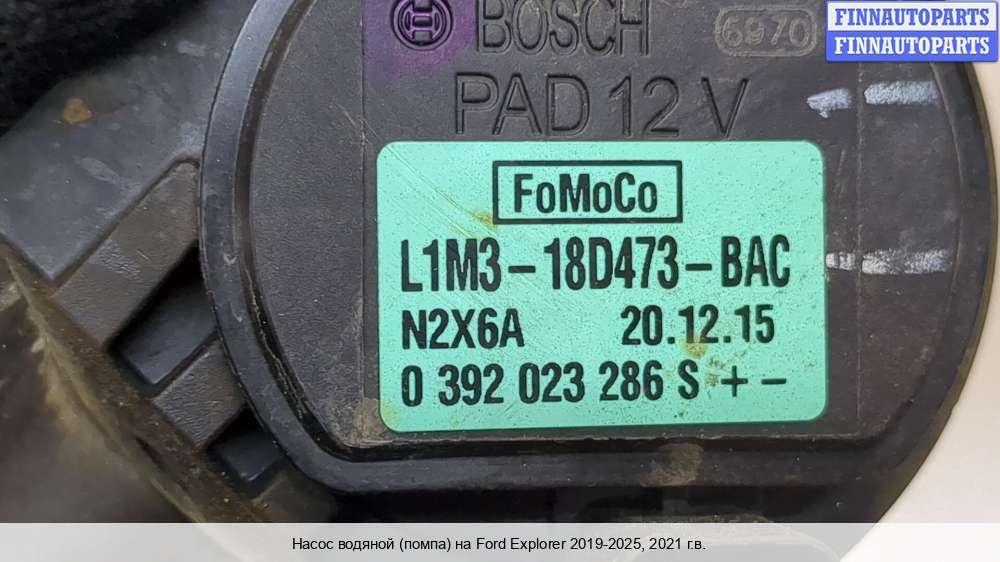 BOSCH
6970
FINNAUTOPARTS
FINNAUTOPARTS
PAD 12 V
FoMoCo
L1M3-18D473-BAC
N2X6A 20.12.15
0 392 023 286 S + -
Насос водяной (помпа) на Ford Explorer 2019-2025, 2021 г.в.